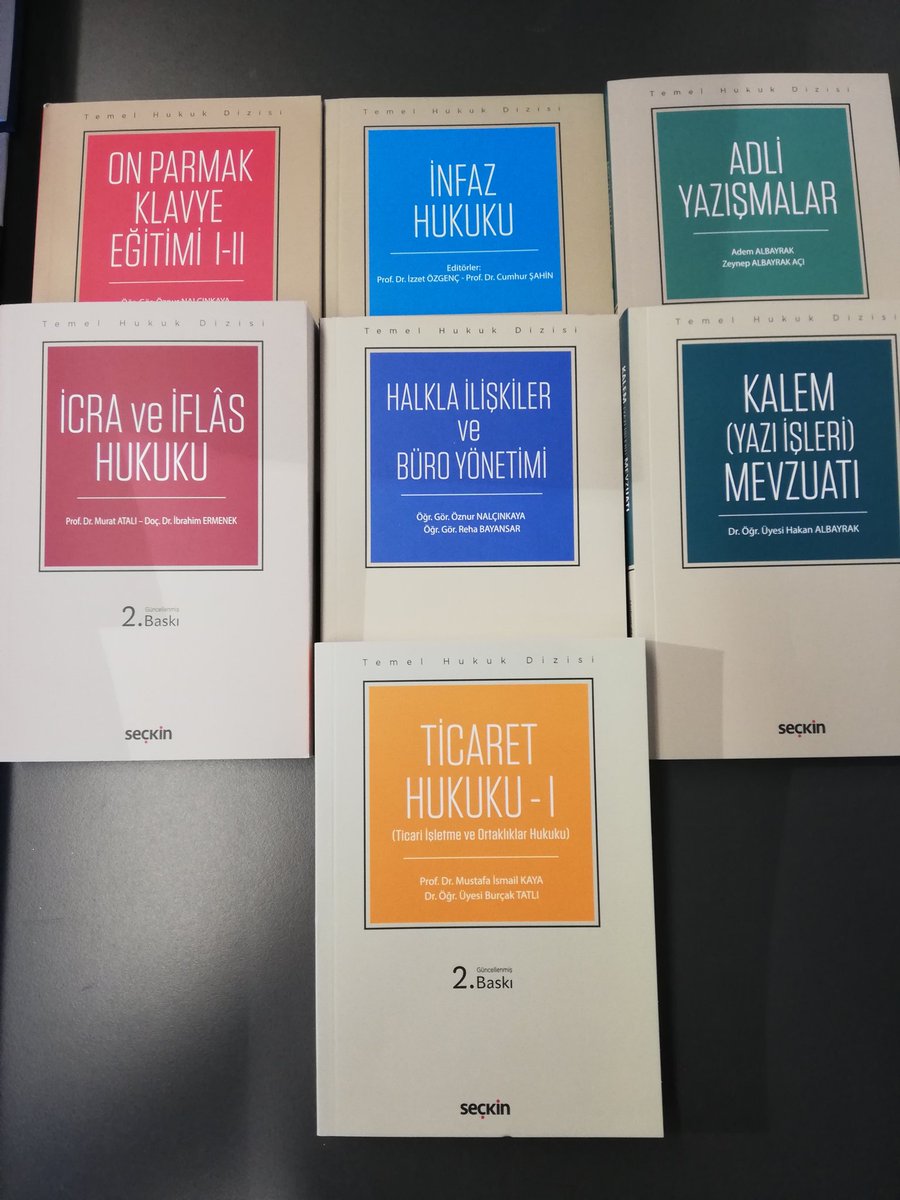 Temel Hukuk Dizisi
ON PARMAK
KLAVYE
EĞİTİMİ I-II
Öğr. Gör. Öznur NALÇINKAYA
Temel Hukuk Dizisi
İNFAZ
HUKUKU
Editörler:
Prof. Dr. İzzet ÖZGENÇ - Prof. Dr. Cumhur ŞAHİN
Temel Hukuk Dizisi
ADLİ
YAZIŞMALAR
Adem ALBAYRAK
Zeynep ALBAYRAK AÇI
Temel Hukuk Dizisi
İCRA ve İFLÂS
HUKUKU
Prof. Dr. Murat ATALI – Doç. Dr. İbrahim ERMENEK
2. Güncellenmiş
Baskı
seçkin
Temel Hukuk Dizisi
HALKLA İLİŞKİLER
ve
BÜRO YÖNETİMİ
Öğr. Gör. Öznur NALÇINKAYA
Öğr. Gör. Reha BAYANSAR
Temel Hukuk Dizisi
KALEM
(YAZI İŞLERİ)
MEVZUATI
Dr. Öğr. Üyesi Hakan ALBAYRAK
seçkin
Temel Hukuk Dizisi
TİCARET
HUKUKU - I
(Ticari İşletme ve Ortaklıklar Hukuku)
Prof. Dr. Mustafa İsmail KAYA
Dr. Öğr. Üyesi Burçak TATLI
2. Güncellenmiş
Baskı
seçkin